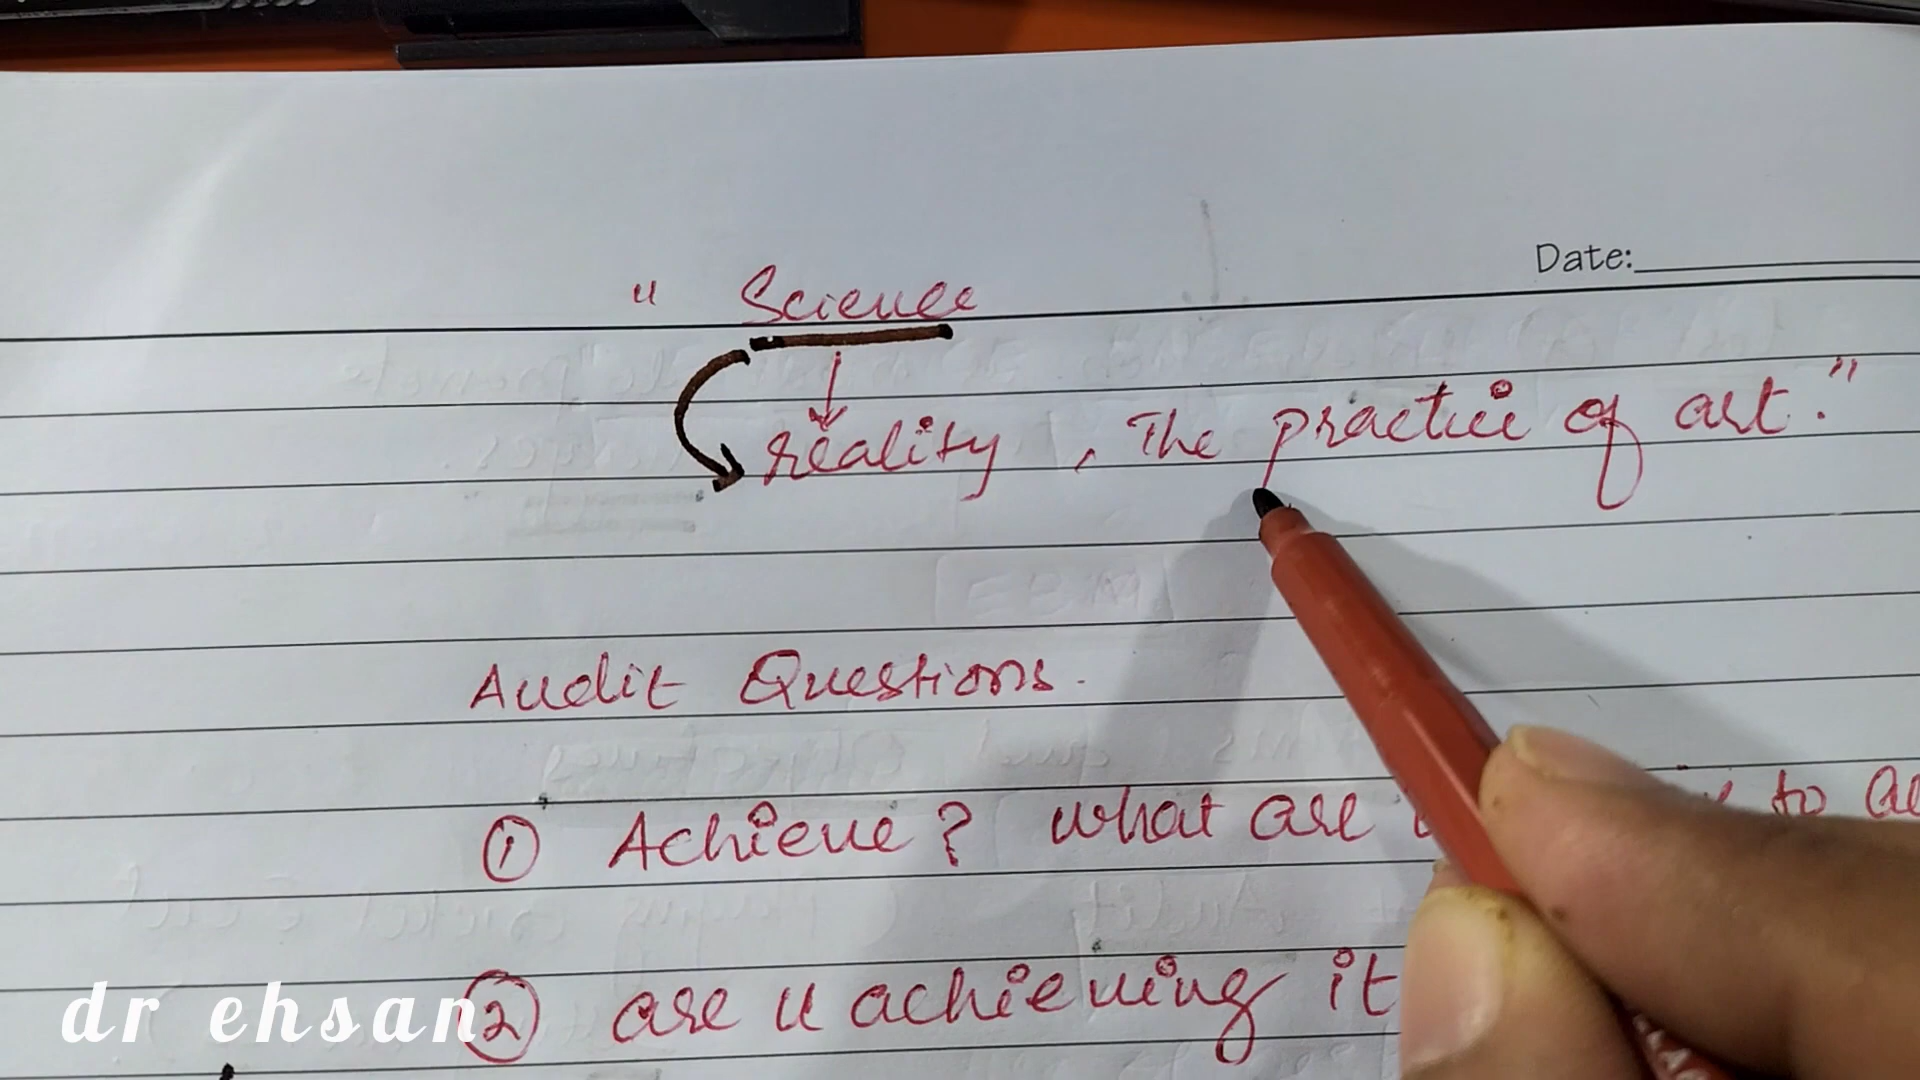 Date:
" Science
reality, The practice of art."
Audit Questions.
① Achieve? what are to
② are u achieving it
dr ehsan